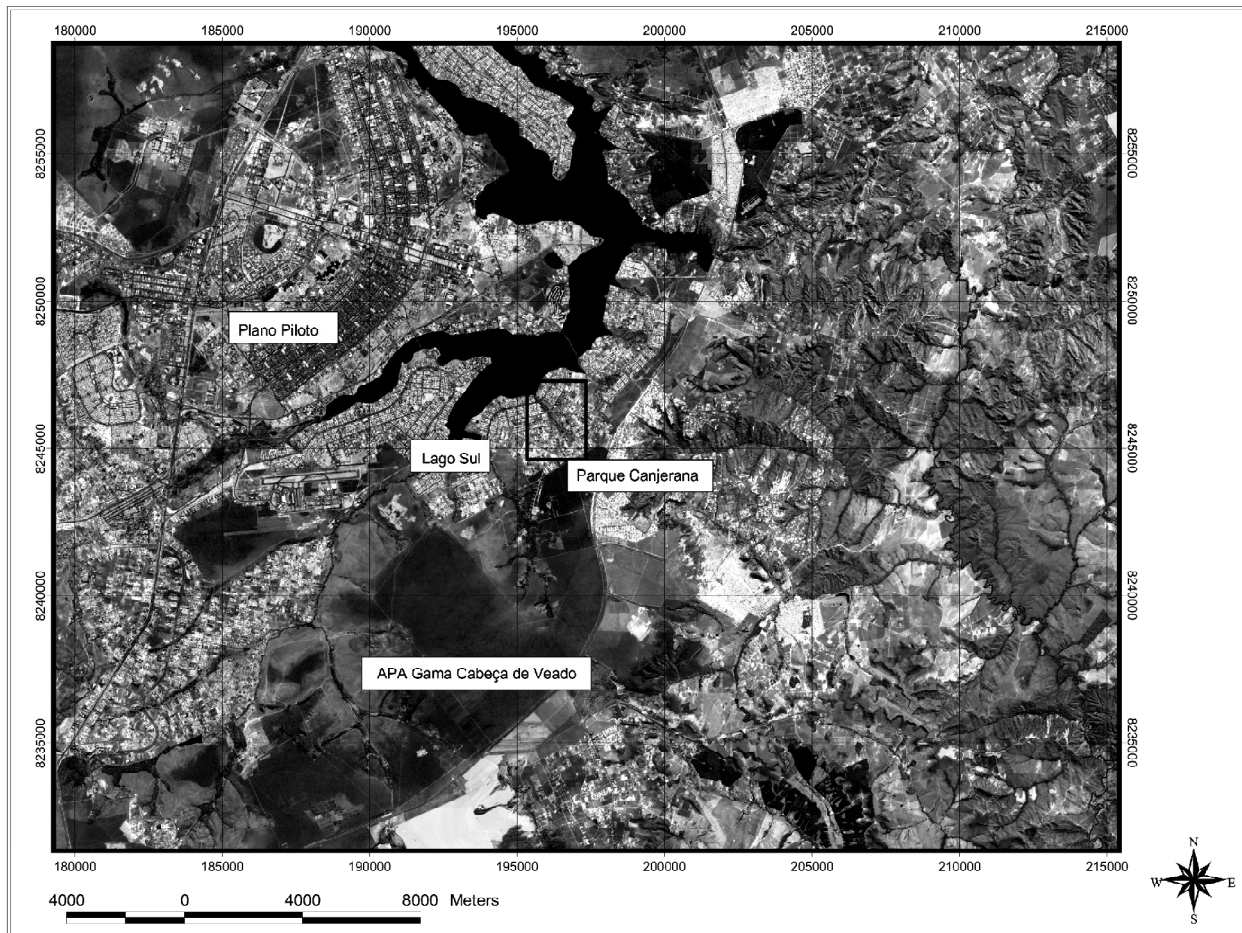 180000 185000 190000 195000 200000 205000 210000 215000
8255000 8255000
8250000 8250000
Plano Piloto
8245000 8245000
Lago Sul
Parque Canjerana
8240000 8240000
APA Gama Cabeça de Veado
8235000 8235000
180000 185000 190000 195000 200000 205000 210000 215000
N
W E
S
4000 0 4000 8000 Meters